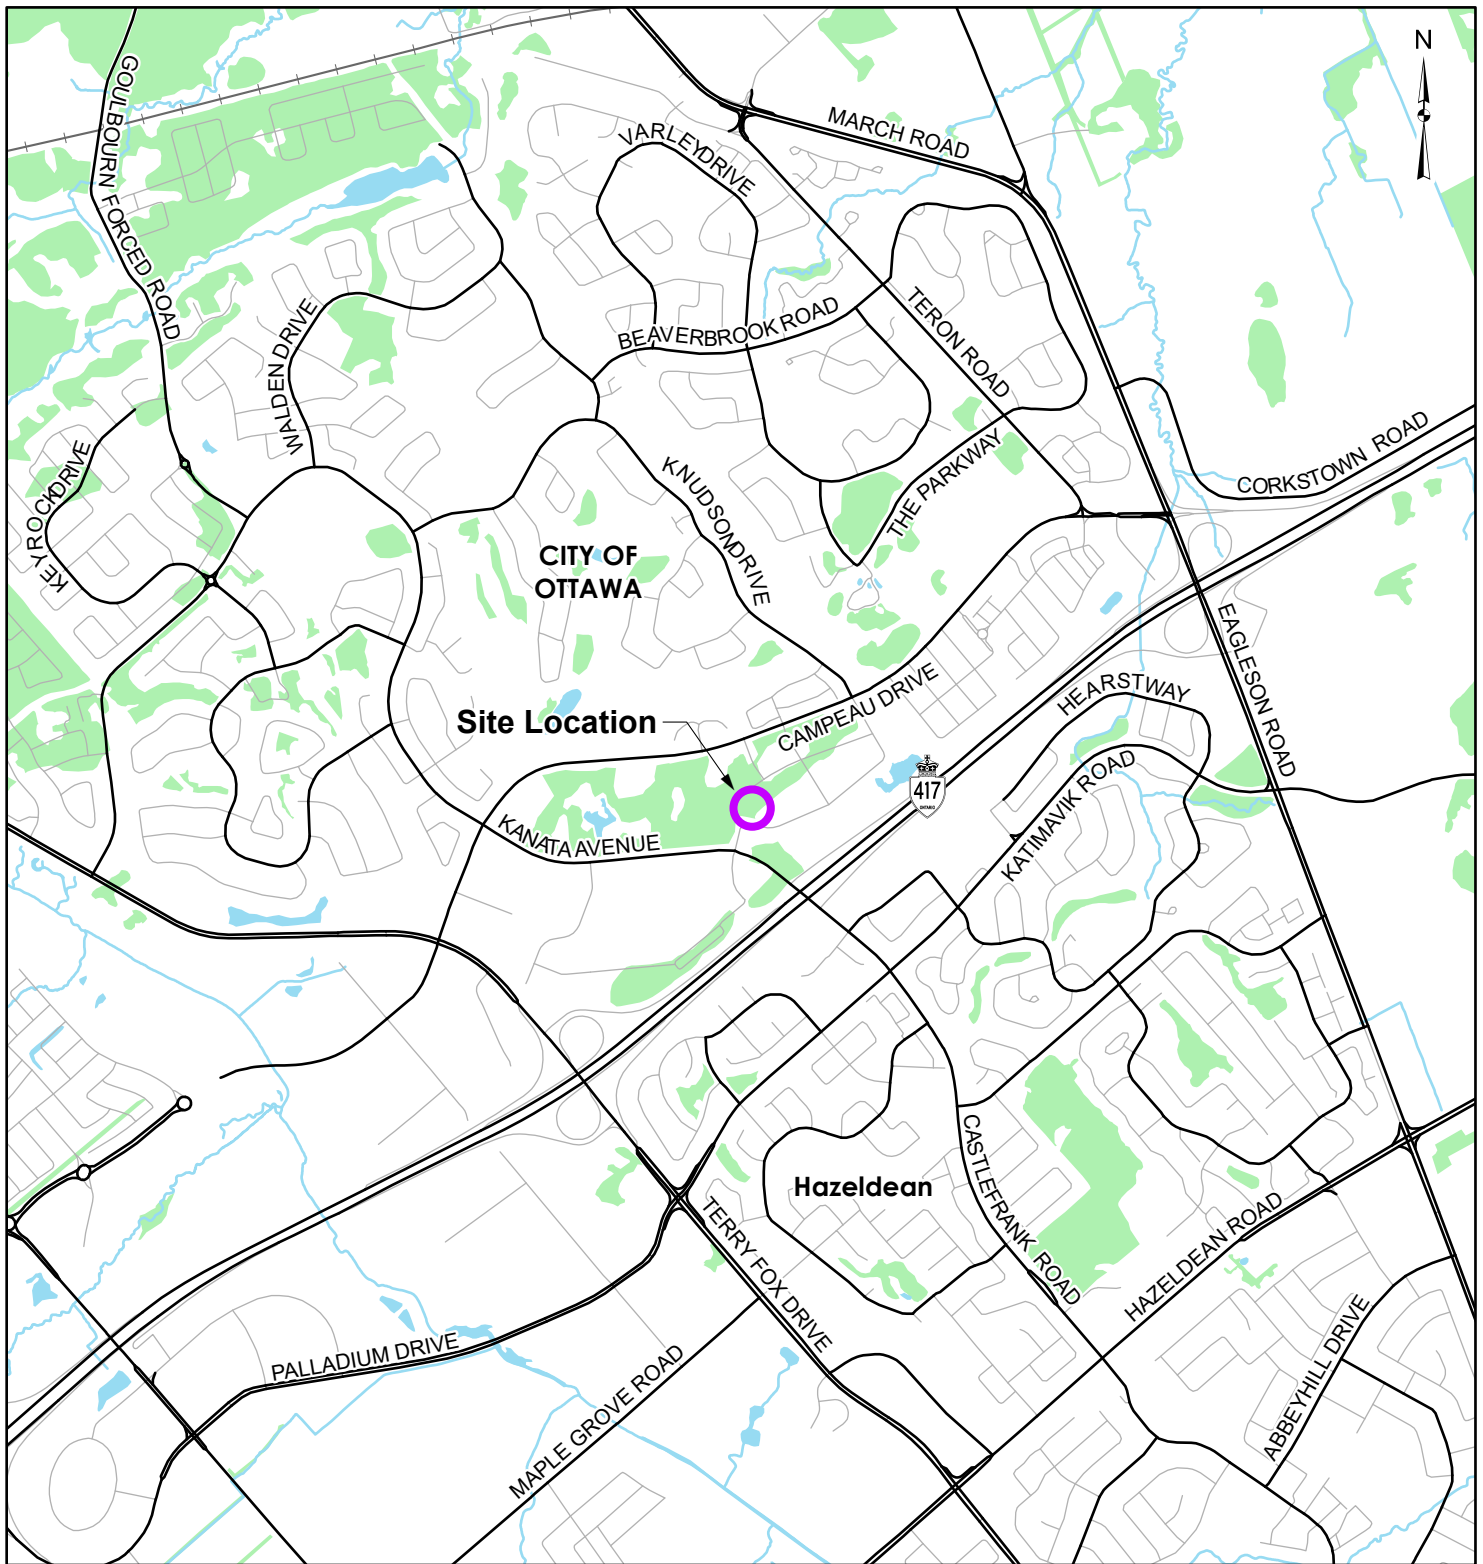 N
GOULBOURN FORCED ROAD
MARCH ROAD
VARLEY DRIVE
WALDEN DRIVE
BEAVERBROOK ROAD
TERON ROAD
KEYROCK DRIVE
KNUDSON DRIVE
THE PARKWAY
CORKSTOWN ROAD
CITY OF
OTTAWA
EAGLESON ROAD
Site Location
CAMPEAU DRIVE
HEARST WAY
417
ONTARIO
KATIMAVIK ROAD
KANATA AVENUE
Hazeldean
CASTLEFRANK ROAD
TERRY FOX DRIVE
HAZELDEAN ROAD
PALLADIUM DRIVE
MAPLE GROVE ROAD
ABBEYHILL DRIVE